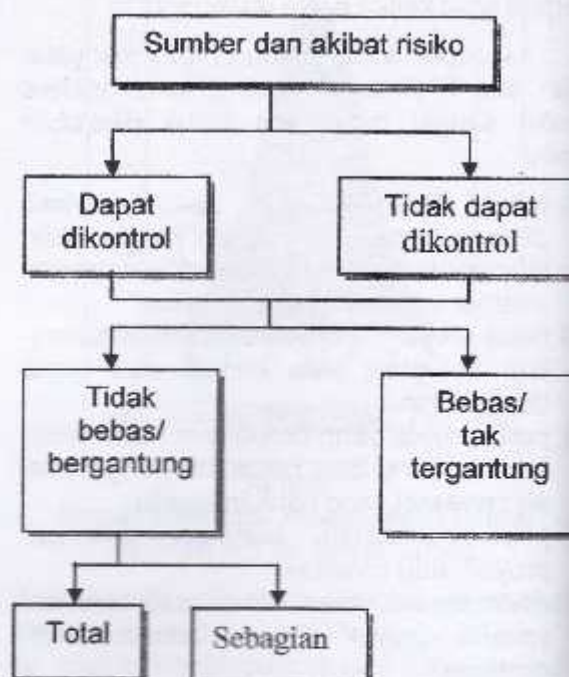 Sumber dan akibat risiko
Dapat
dikontrol
Tidak dapat
dikontrol
Tidak
bebas/
bergantung
Bebas/
tak
tergantung
Total
Sebagian